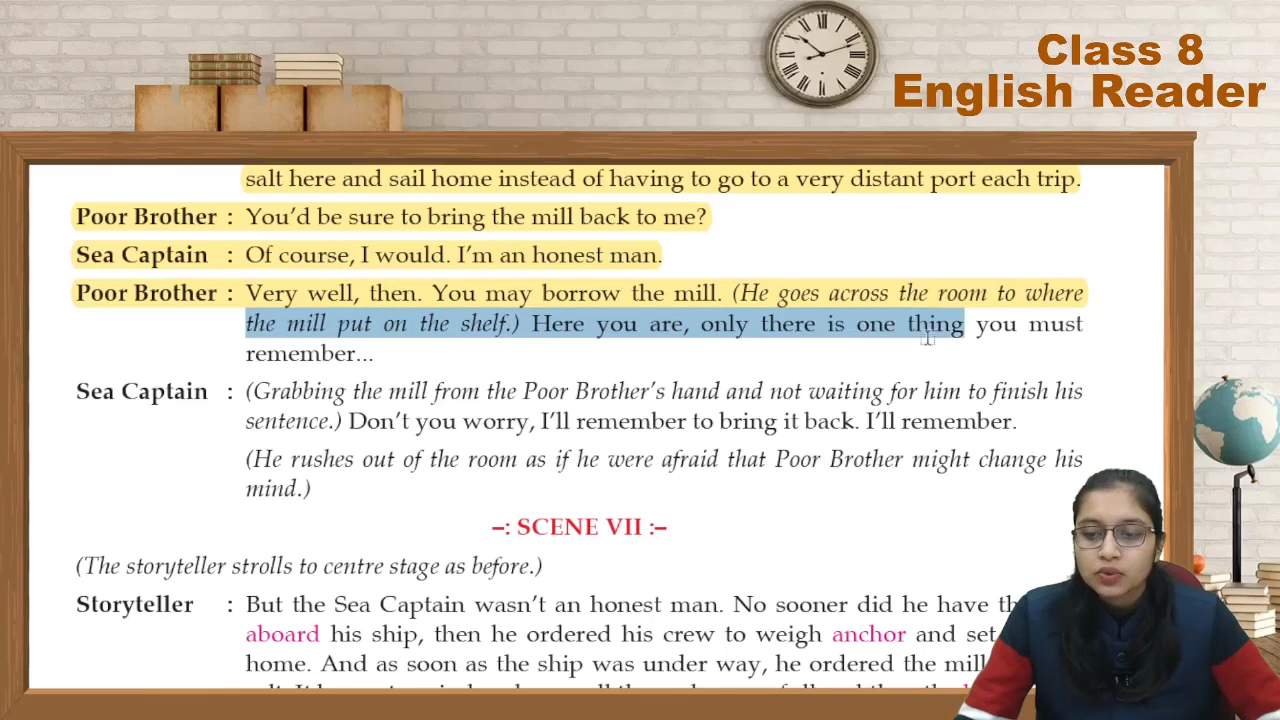 Class 8
English Reader
salt here and sail home instead of having to go to a very distant port each trip.
Poor Brother : You'd be sure to bring the mill back to me?
Sea Captain : Of course, I would. I'm an honest man.
Poor Brother : Very well, then. You may borrow the mill. (He goes across the room to where
the mill put on the shelf.) Here you are, only there is one thing you must
remember...
Sea Captain : (Grabbing the mill from the Poor Brother's hand and not waiting for him to finish his
sentence.) Don't you worry, I'll remember to bring it back. I'll remember.
(He rushes out of the room as if he were afraid that Poor Brother might change his
mind.)
–: SCENE VII :–
(The storyteller strolls to centre stage as before.)
Storyteller : But the Sea Captain wasn't an honest man. No sooner did he have
aboard his ship, then he ordered his crew to weigh anchor and set
home. And as soon as the ship was under way, he ordered the mill